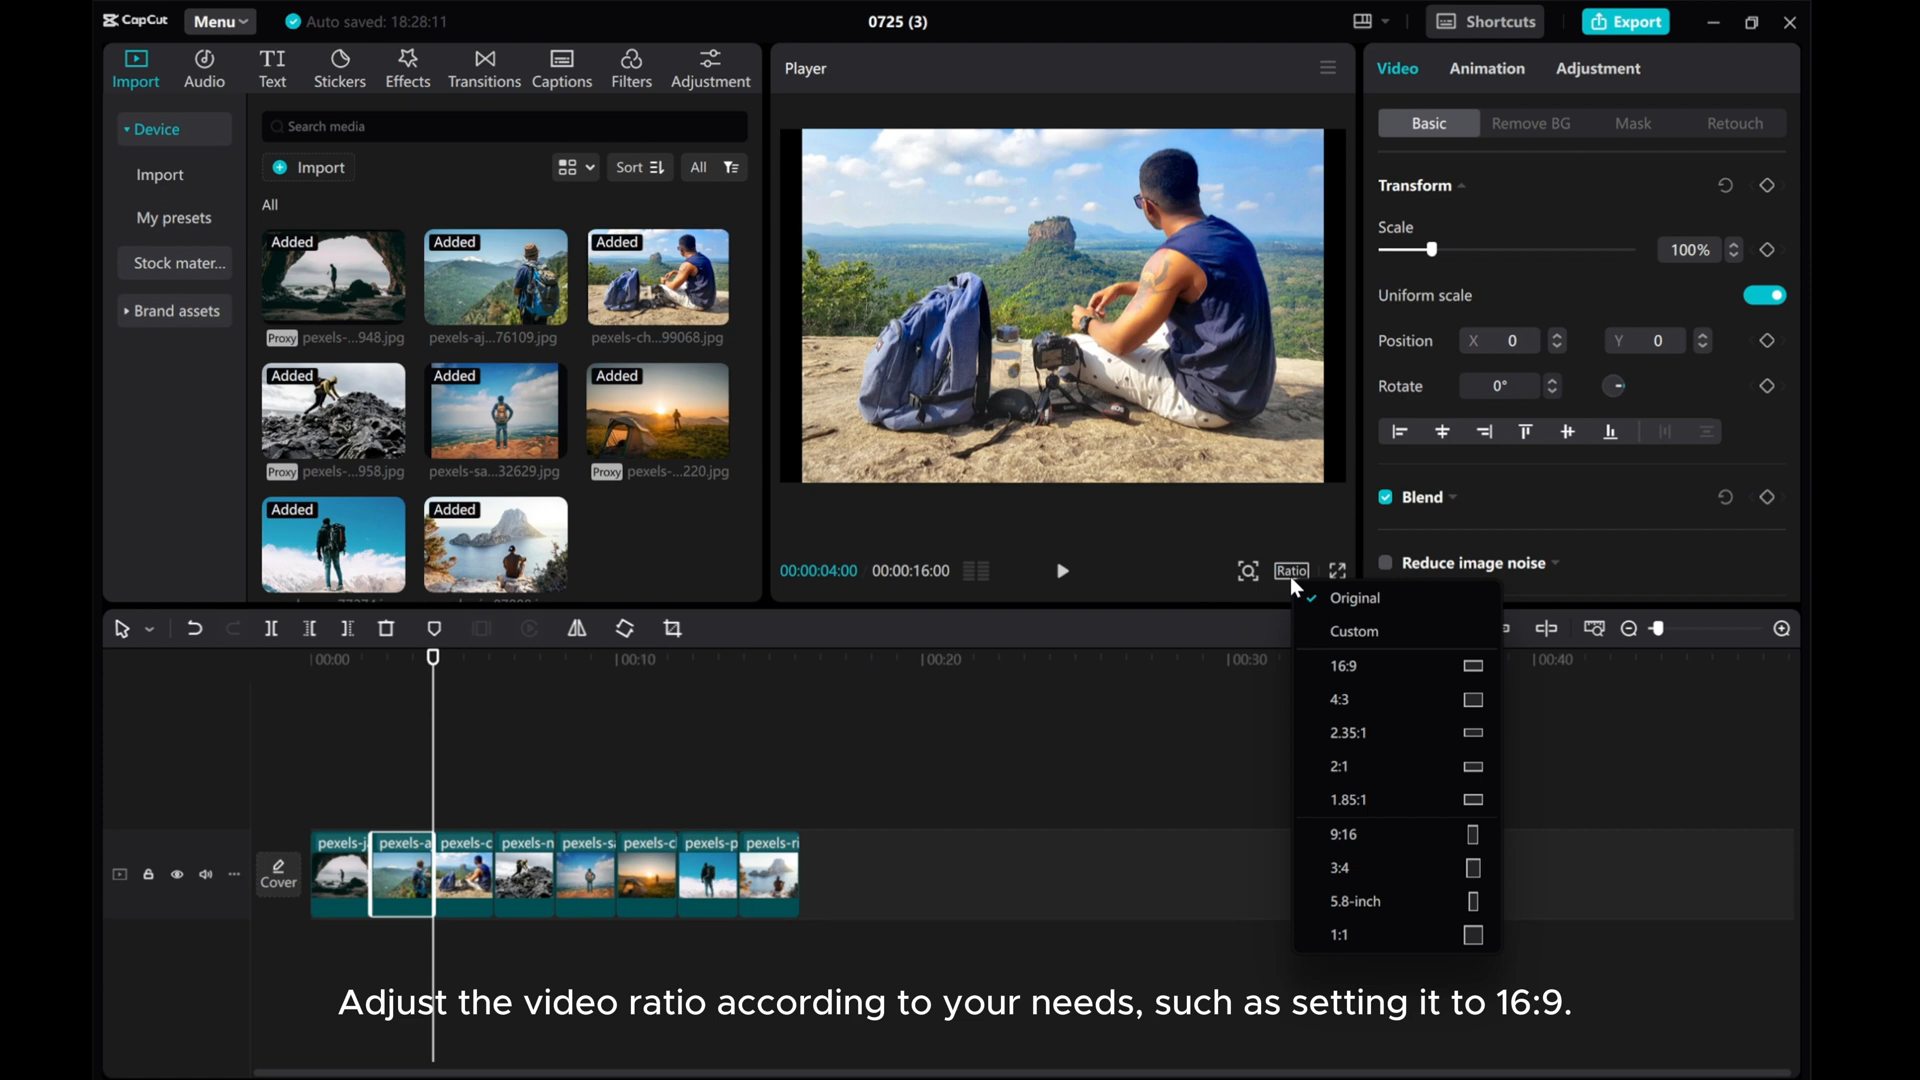 CapCut
Menu
Auto saved: 18:28:11
0725 (3)
Shortcuts
Export
Import
Audio
TI
Text
Stickers
Effects
Transitions
Captions
Filters
Adjustment
Device
Import
My presets
Stock mater...
Brand assets
Search media
Import
Sort
All
All
Added
Added
Added
Proxy pexels-...948.jpg
pexels-aj...76109.jpg
pexels-ch...99068.jpg
Added
Added
Added
Proxy pexels-...958.jpg
pexels-sa...32629.jpg
Proxy pexels-...220.jpg
Added
Added
Player
00:00:04:00
00:00:16:00
Ratio
Video
Animation
Adjustment
Basic
Remove BG
Mask
Retouch
Transform
Scale
100%
Uniform scale
Position
X 0
Y 0
Rotate
0°
Blend
Reduce image noise
Original
Custom
16:9
4:3
2.35:1
2:1
1.85:1
9:16
3:4
5.8-inch
1:1
00:00
00:10
00:20
00:30
00:40
Cover
pexels-j
pexels-a
pexels-c
pexels-n
pexels-s
pexels-c
pexels-p
pexels-ri
Adjust the video ratio according to your needs, such as setting it to 16:9.